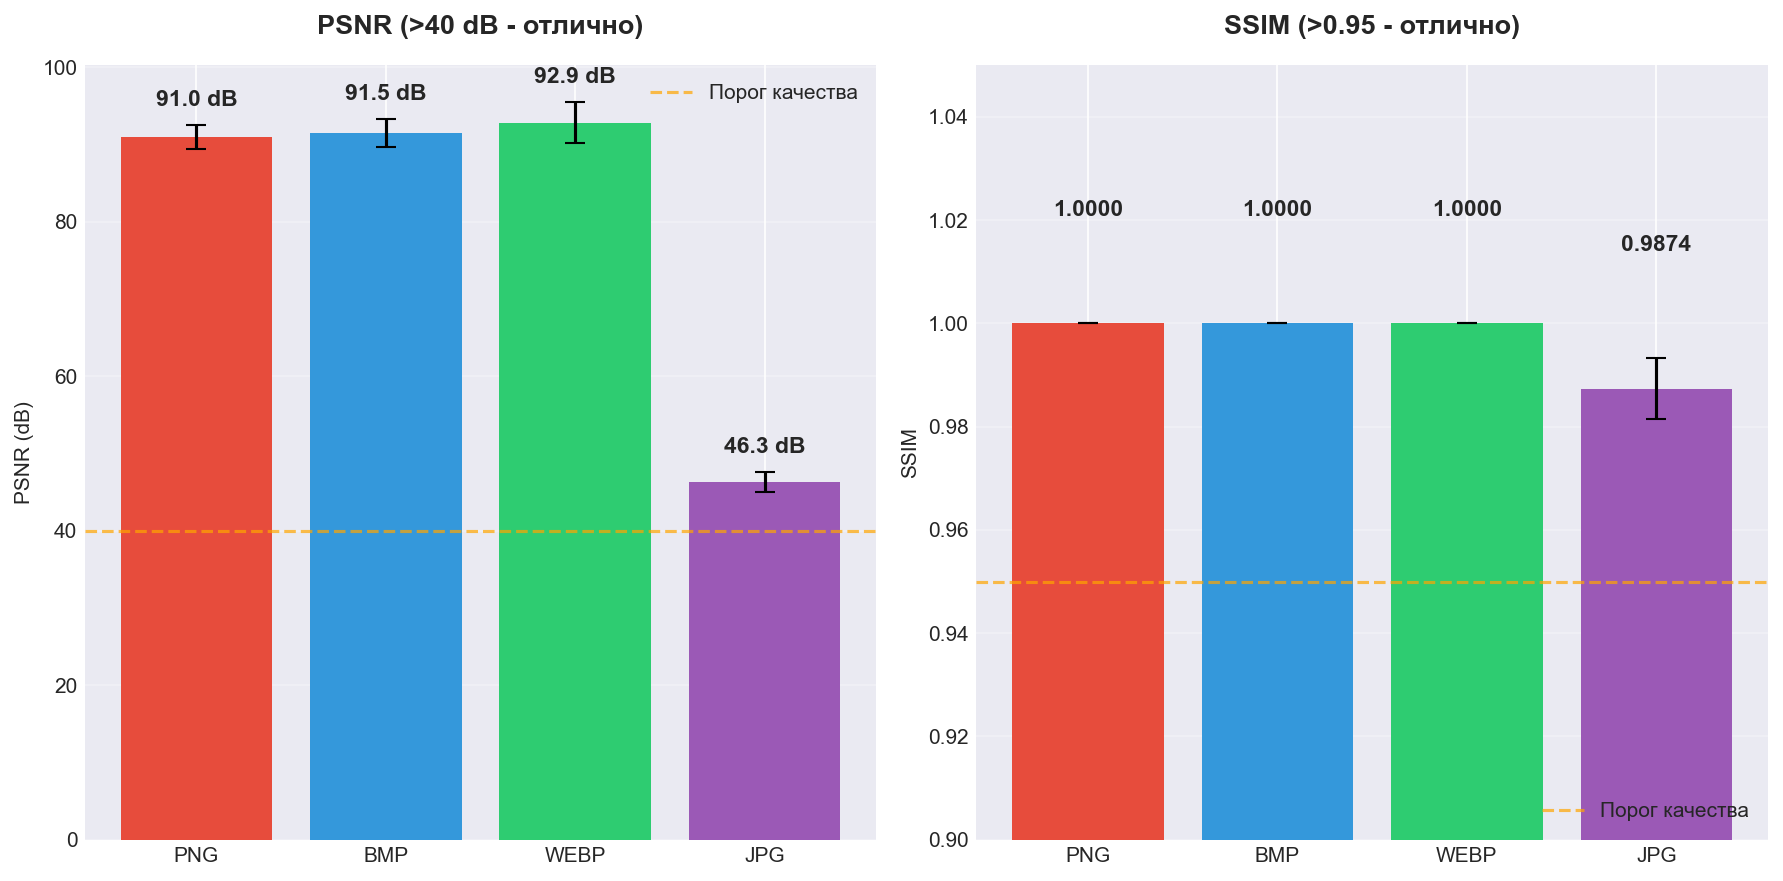 PSNR (>40 dB - отлично)
PSNR (dB)
100
80
60
40
20
0
91.0 dB
91.5 dB
92.9 dB
46.3 dB
Порог качества
PNG
BMP
WEBP
JPG
SSIM (>0.95 - отлично)
SSIM
1.04
1.02
1.00
0.98
0.96
0.94
0.92
0.90
1.0000
1.0000
1.0000
0.9874
Порог качества
PNG
BMP
WEBP
JPG